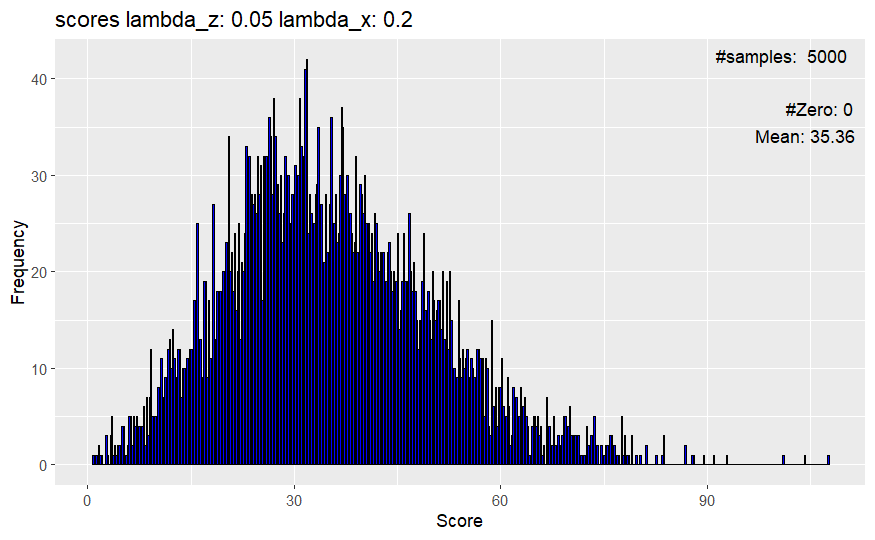 scores lambda_z: 0.05 lambda_x: 0.2
#samples: 5000
#Zero: 0
Mean: 35.36
Frequency
40
30
20
10
0
0 30 60 90
Score